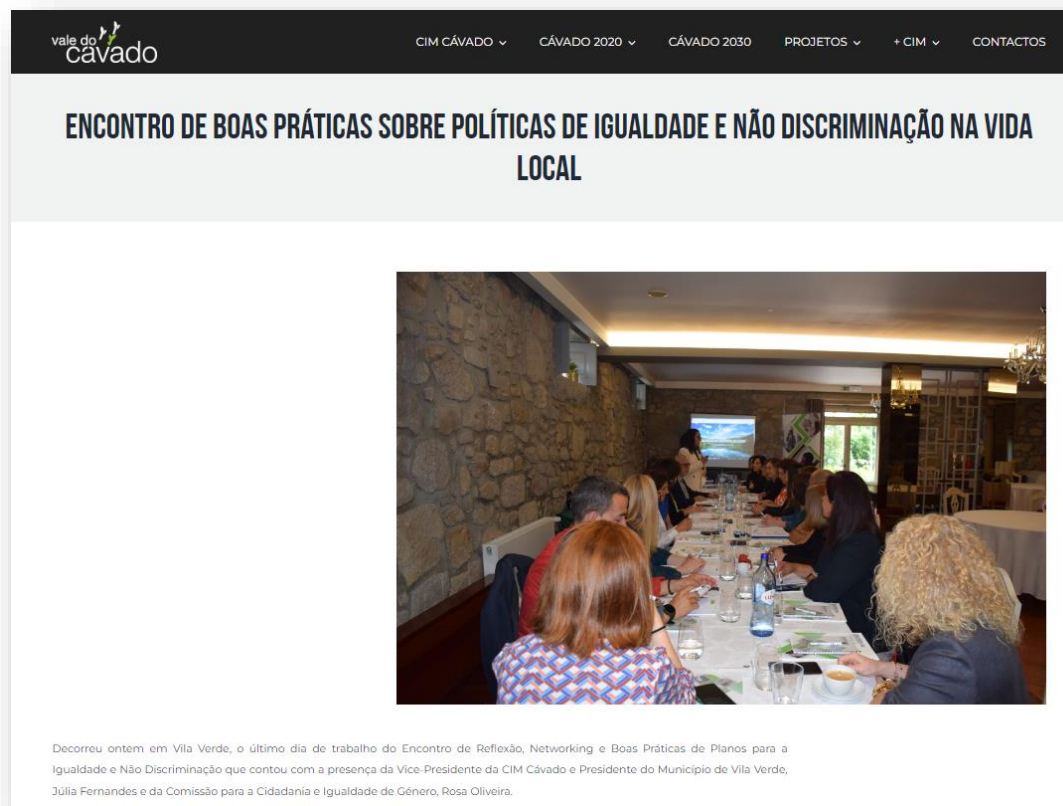 vale do
cávado
CIM CÁVADO
CÁVADO 2020
CÁVADO 2030
PROJETOS
+ CIM
CONTACTOS
ENCONTRO DE BOAS PRÁTICAS SOBRE POLÍTICAS DE IGUALDADE E NÃO DISCRIMINAÇÃO NA VIDA
LOCAL
Decorreu ontem em Vila Verde, o último dia de trabalho do Encontro de Reflexão, Networking e Boas Práticas de Planos para a
Igualdade e Não Discriminação que contou com a presença da Vice-Presidente da CIM Cávado e Presidente do Município de Vila Verde,
Júlia Fernandes e da Comissão para a Cidadania e Igualdade de Género, Rosa Oliveira.